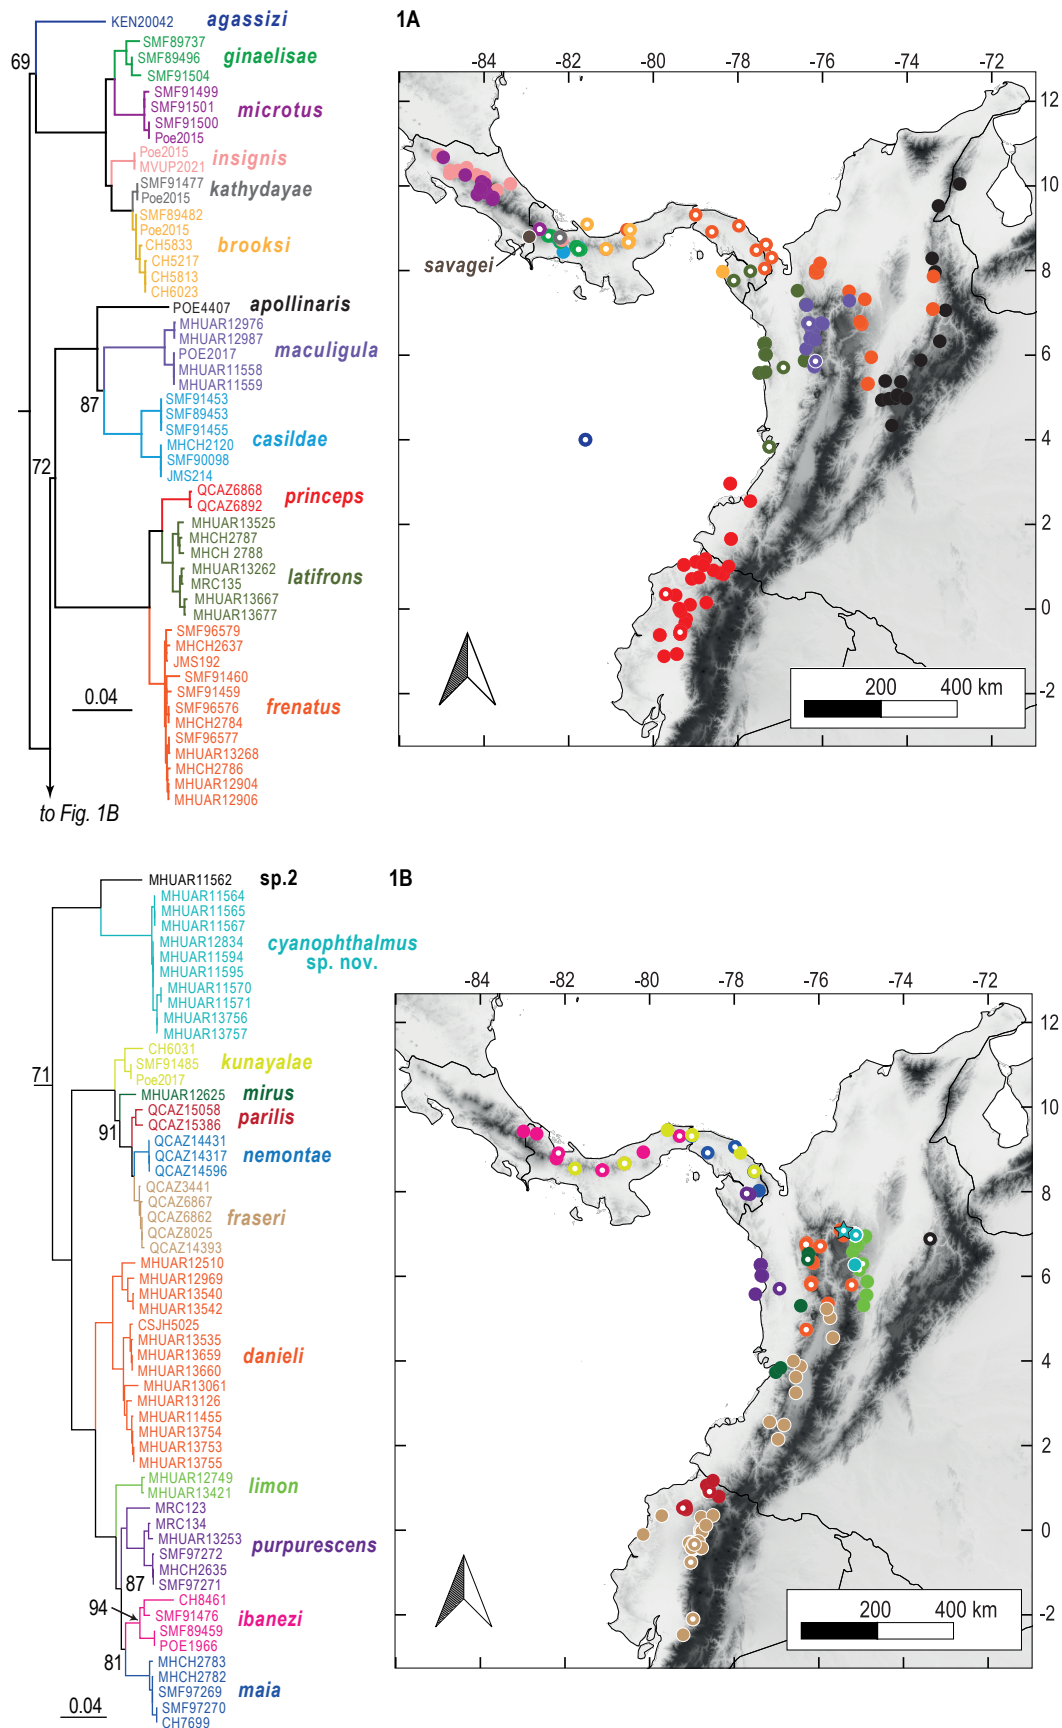 KEN20042
agassizi
69
SMF89737
SMF89496
ginaelisae
SMF91504
SMF91499
SMF91501
microtus
SMF91500
Poe2015
Poe2015
insignis
MVUP2021
SMF91477
kathydayae
Poe2015
SMF89482
Poe2015
CH5833
brooksi
CH5217
CH5813
CH6023
POE4407
apollinaris
MHUAR12976
MHUAR12987
maculigula
POE2017
MHUAR11558
MHUAR11559
87
SMF91453
SMF89453
SMF91455
casildae
MHCH2120
SMF90098
JMS214
72
QCAZ6868
princeps
QCAZ6892
MHUAR13525
MHCH2787
MHCH 2788
MHUAR13262
latifrons
MRC135
MHUAR13667
MHUAR13677
SMF96579
MHCH2637
JMS192
SMF91460
SMF91459
SMF96576
frenatus
MHCH2784
SMF96577
MHUAR13268
MHCH2786
MHUAR12904
MHUAR12906
0.04
to Fig. 1B
1A
-84 -82 -80 -78 -76 -74 -72
12
10
8
6
4
2
0
-2
savagei
200 400 km
MHUAR11562
sp.2
MHUAR11564
MHUAR11565
MHUAR11567
MHUAR12834
cyanophthalmus
MHUAR11594
sp. nov.
MHUAR11595
MHUAR11570
MHUAR11571
MHUAR13756
MHUAR13757
71
CH6031
SMF91485
kunayalae
Poe2017
MHUAR12625
mirus
91
QCAZ15058
parilis
QCAZ15386
QCAZ14431
QCAZ14317
nemontae
QCAZ14596
QCAZ3441
QCAZ6867
QCAZ6862
fraseri
QCAZ8025
QCAZ14393
MHUAR12510
MHUAR12969
MHUAR13540
MHUAR13542
CSJH5025
MHUAR13535
MHUAR13659
danieli
MHUAR13660
MHUAR13061
MHUAR13126
MHUAR11455
MHUAR13754
MHUAR13753
MHUAR13755
MHUAR12749
limon
MHUAR13421
MRC123
MRC134
MHUAR13253
purpurescens
SMF97272
MHCH2635
87
SMF97271
94
CH8461
SMF91476
ibanezi
SMF89459
POE1966
81
MHCH2783
MHCH2782
SMF97269
maia
SMF97270
CH7699
0.04
1B
-84 -82 -80 -78 -76 -74 -72
12
10
8
6
4
2
0
-2
200 400 km